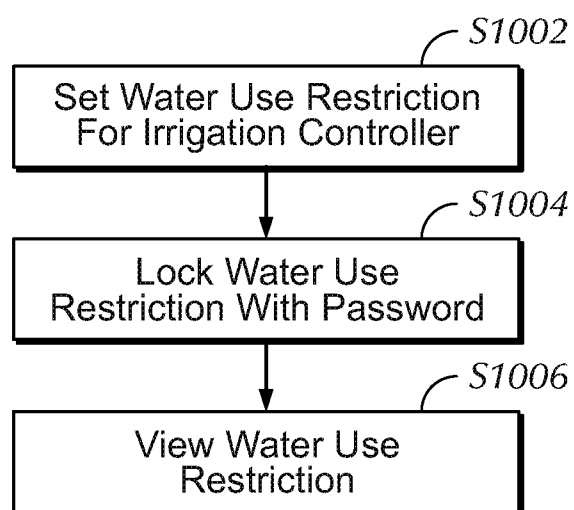 S1002
Set Water Use Restriction
For Irrigation Controller
S1004
Lock Water Use
Restriction With Password
S1006
View Water Use
Restriction